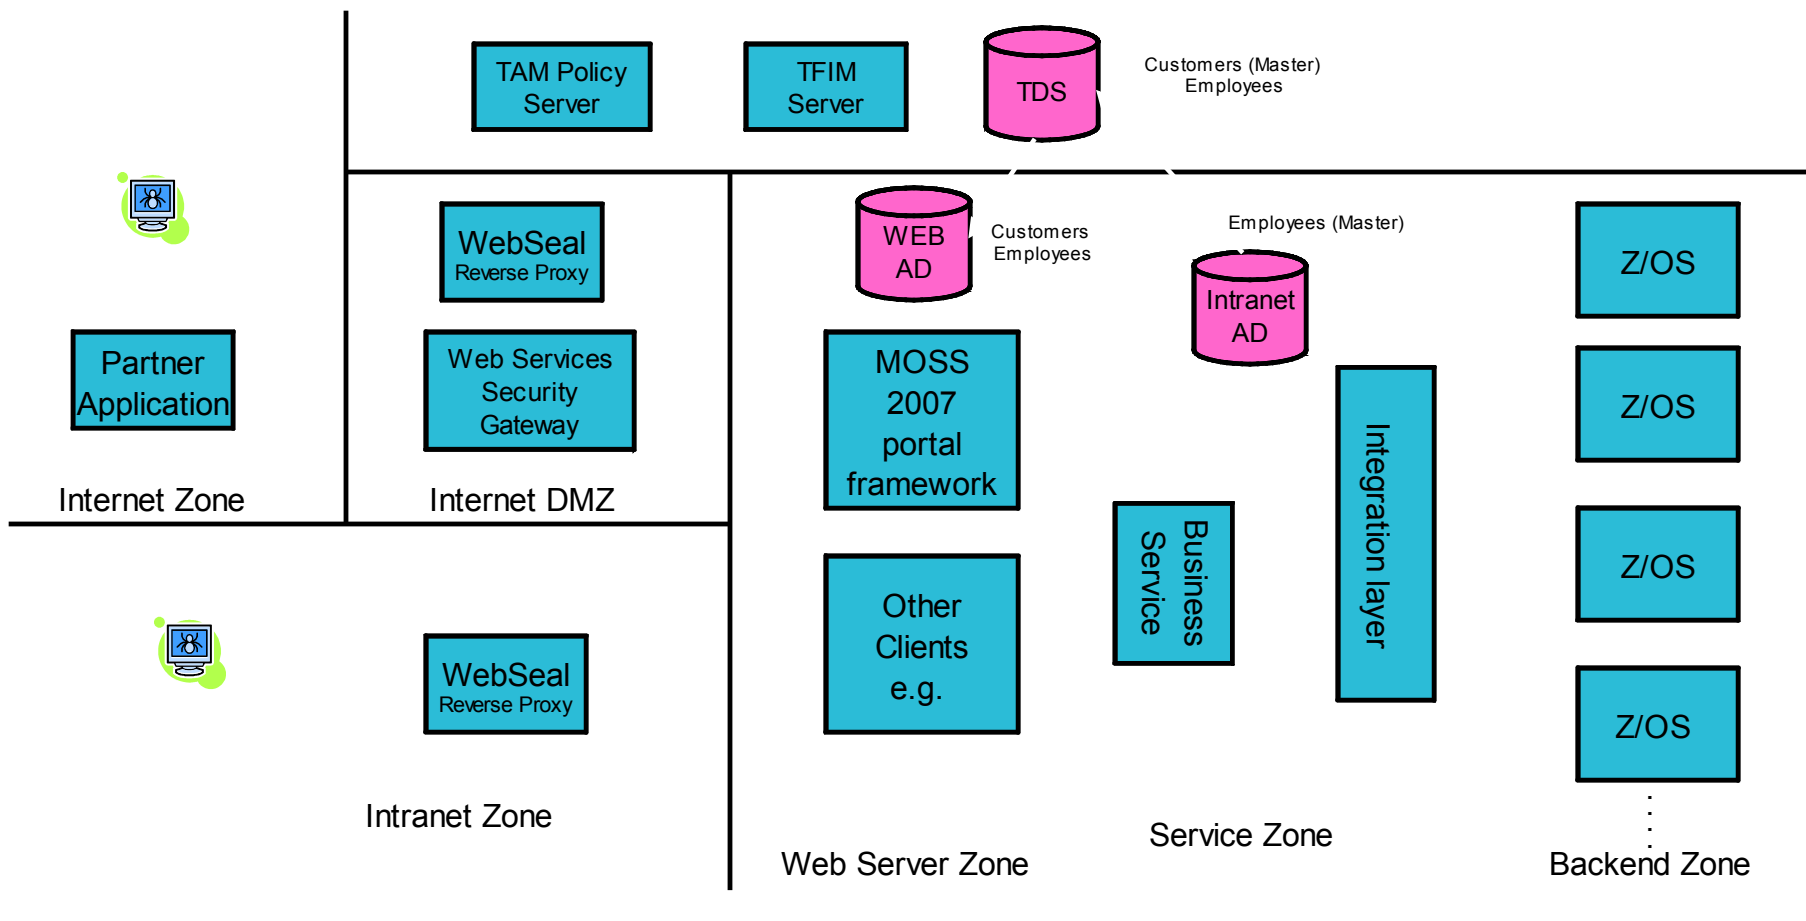 TAM Policy
Server
TFIM
Server
TDS
Customers (Master)
Employees
WebSeal
Reverse Proxy
WEB
AD
Customers
Employees
Employees (Master)
Intranet
AD
Z/OS
Partner
Application
Web Services
Security
Gateway
MOSS
2007
portal
framework
Z/OS
Internet Zone
Internet DMZ
Business
Service
Integration layer
Z/OS
Other
Clients
e.g.
WebSeal
Reverse Proxy
Z/OS
Intranet Zone
Web Server Zone
Service Zone
Backend Zone